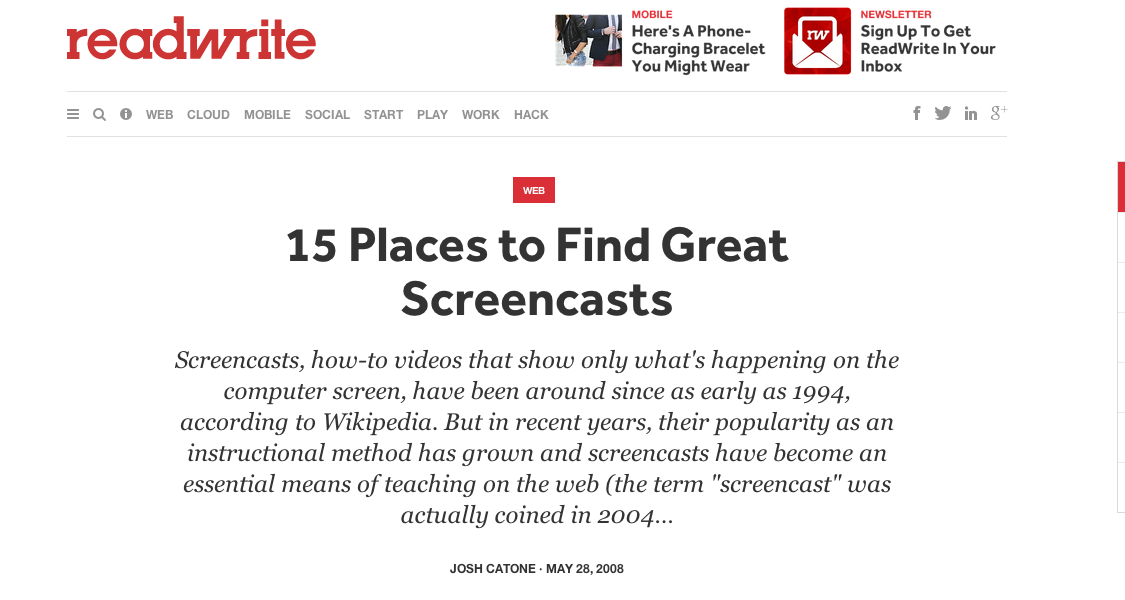 readwrite
MOBILE
Here's A Phone-
Charging Bracelet
You Might Wear
rw
NEWSLETTER
Sign Up To Get
ReadWrite In Your
Inbox
WEB CLOUD MOBILE SOCIAL START PLAY WORK HACK
WEB
15 Places to Find Great
Screencasts
Screencasts, how-to videos that show only what's happening on the
computer screen, have been around since as early as 1994,
according to Wikipedia. But in recent years, their popularity as an
instructional method has grown and screencasts have become an
essential means of teaching on the web (the term "screencast" was
actually coined in 2004...
JOSH CATONE · MAY 28, 2008